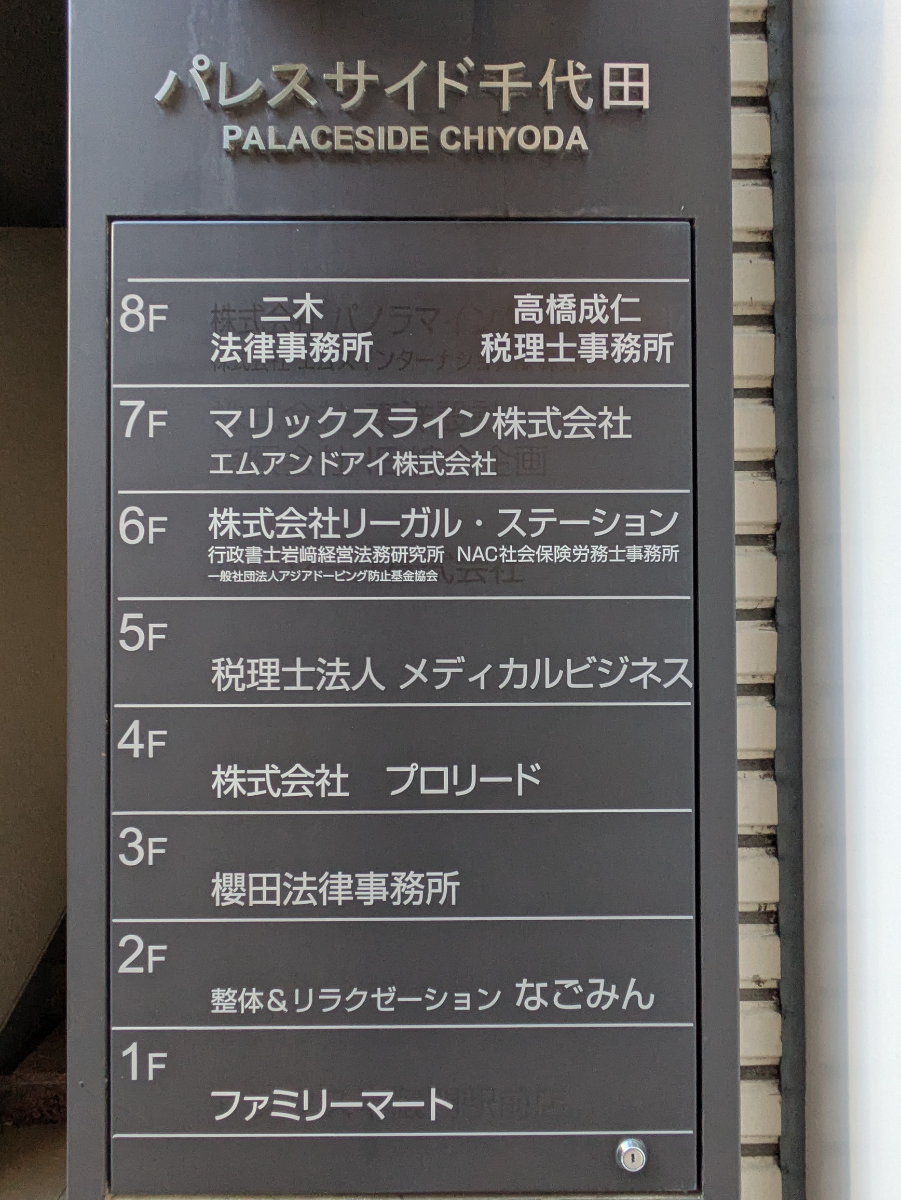 パレスサイド千代田
PALACESIDE CHIYODA
8F
二木 高橋成仁
法律事務所 税理士事務所
7F マリックスライン株式会社
エムアンドアイ株式会社
6F 株式会社リーガル・ステーション
行政書士岩﨑経営法務研究所 NAC社会保険労務士事務所
一般社団法人アジアドーピング防止基金協会
5F
税理士法人 メディカルビジネス
4F
株式会社 プロリード
3F
櫻田法律事務所
2F
整体&リラクゼーション なごみん
1F
ファミリーマート